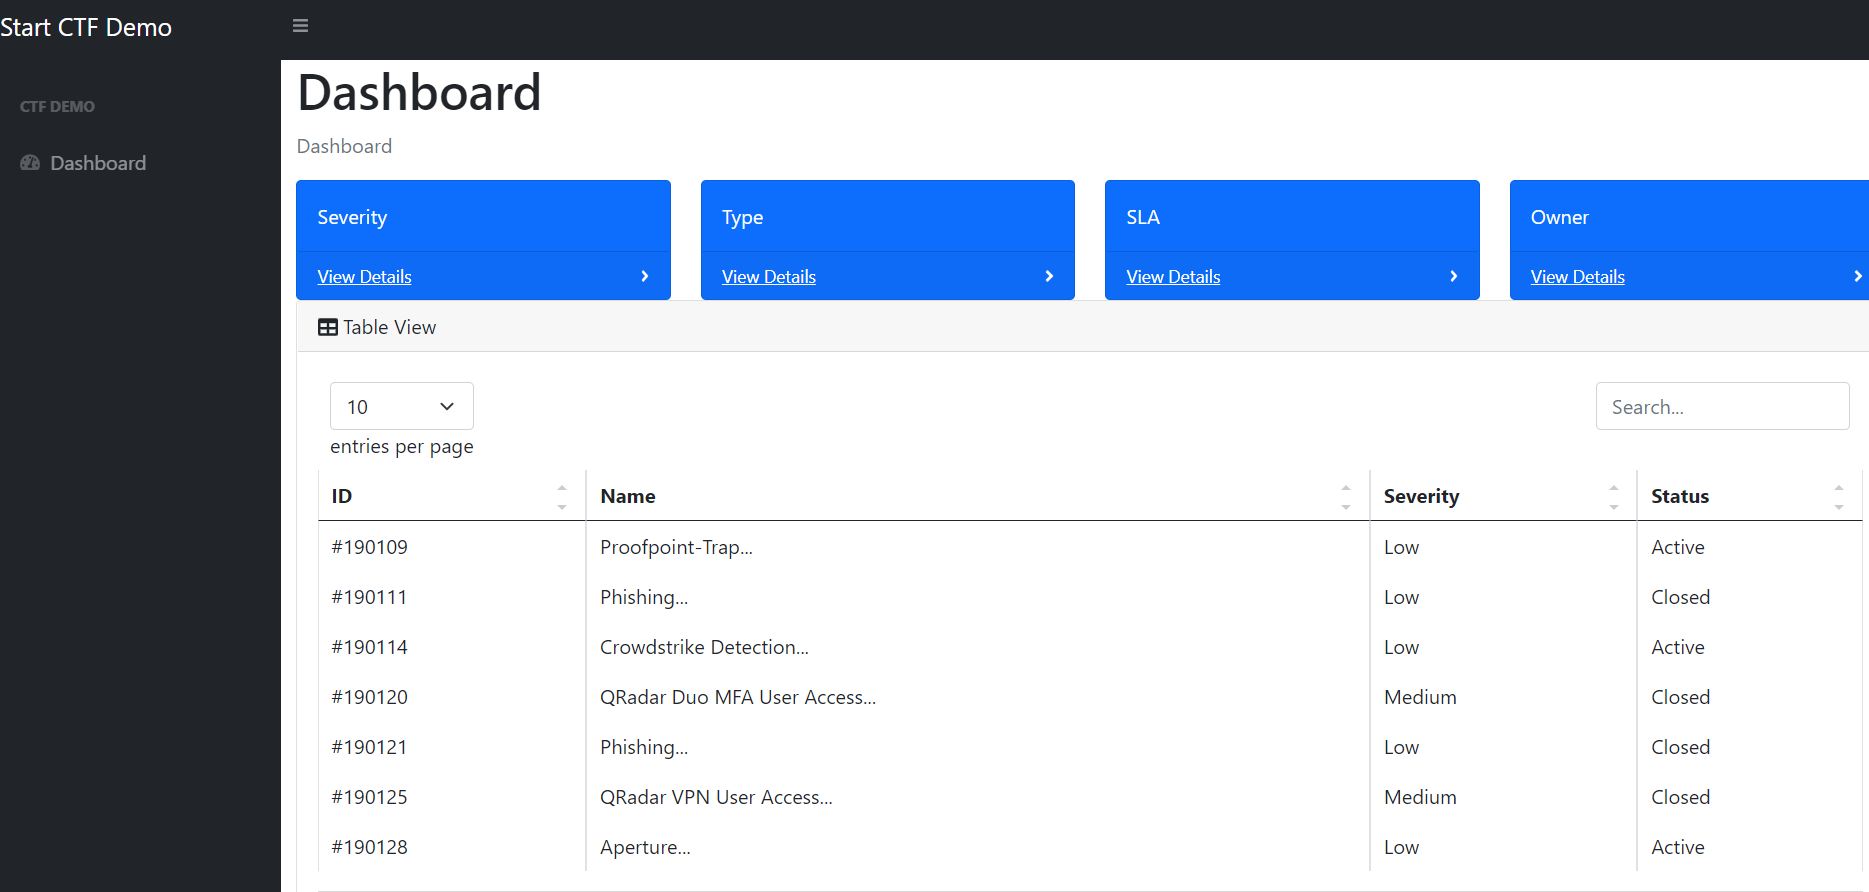 Start CTF Demo
CTF DEMO
Dashboard
Dashboard
Dashboard
Severity
Type
SLA
Owner
View Details
View Details
View Details
View Details
Table View
10
Search...
entries per page
ID Name Severity Status
#190109 Proofpoint-Trap... Low Active
#190111 Phishing... Low Closed
#190114 Crowdstrike Detection... Low Active
#190120 QRadar Duo MFA User Access... Medium Closed
#190121 Phishing... Low Closed
#190125 QRadar VPN User Access... Medium Closed
#190128 Aperture... Low Active